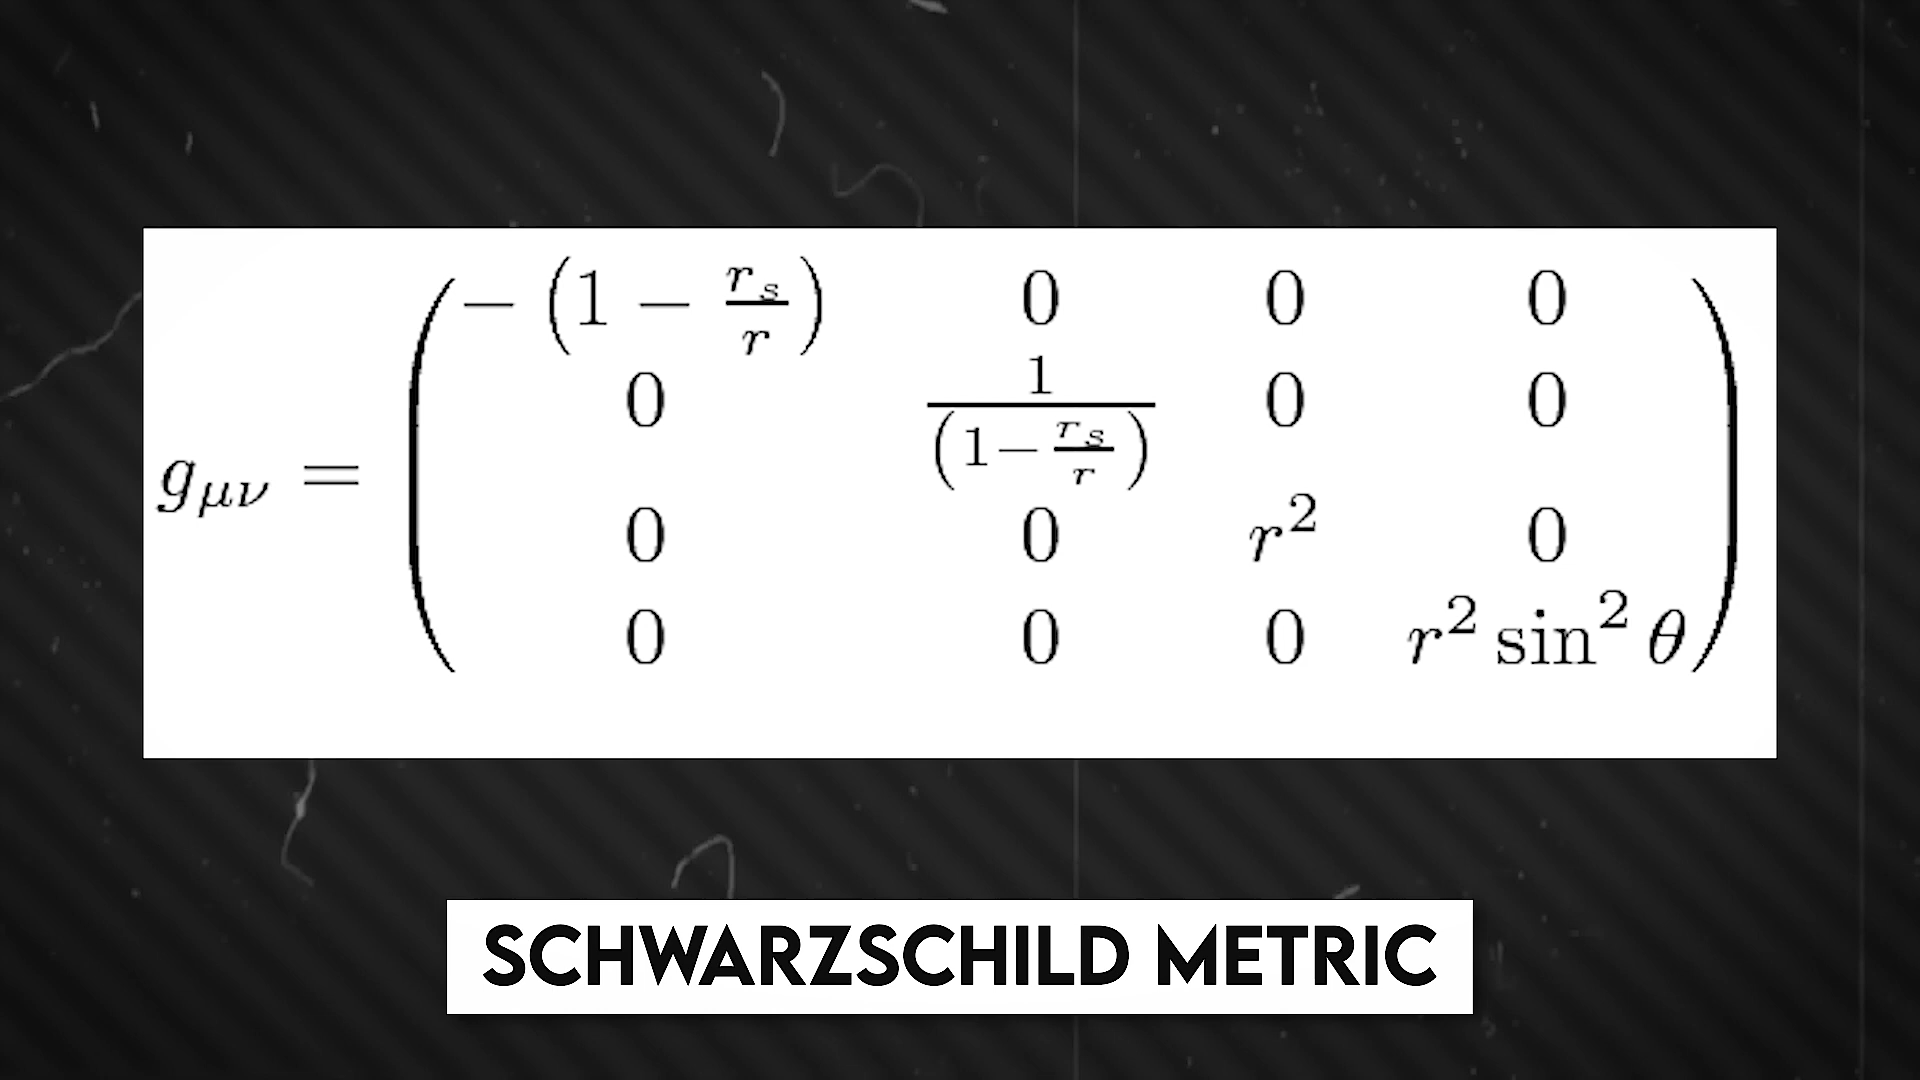 g_{\mu\nu} = \begin{pmatrix} -\left(1 - \frac{r_s}{r}\right) & 0 & 0 & 0 \\ 0 & \frac{1}{\left(1 - \frac{r_s}{r}\right)} & 0 & 0 \\ 0 & 0 & r^2 & 0 \\ 0 & 0 & 0 & r^2 \sin^2 \theta \end{pmatrix}
SCHWARZSCHILD METRIC